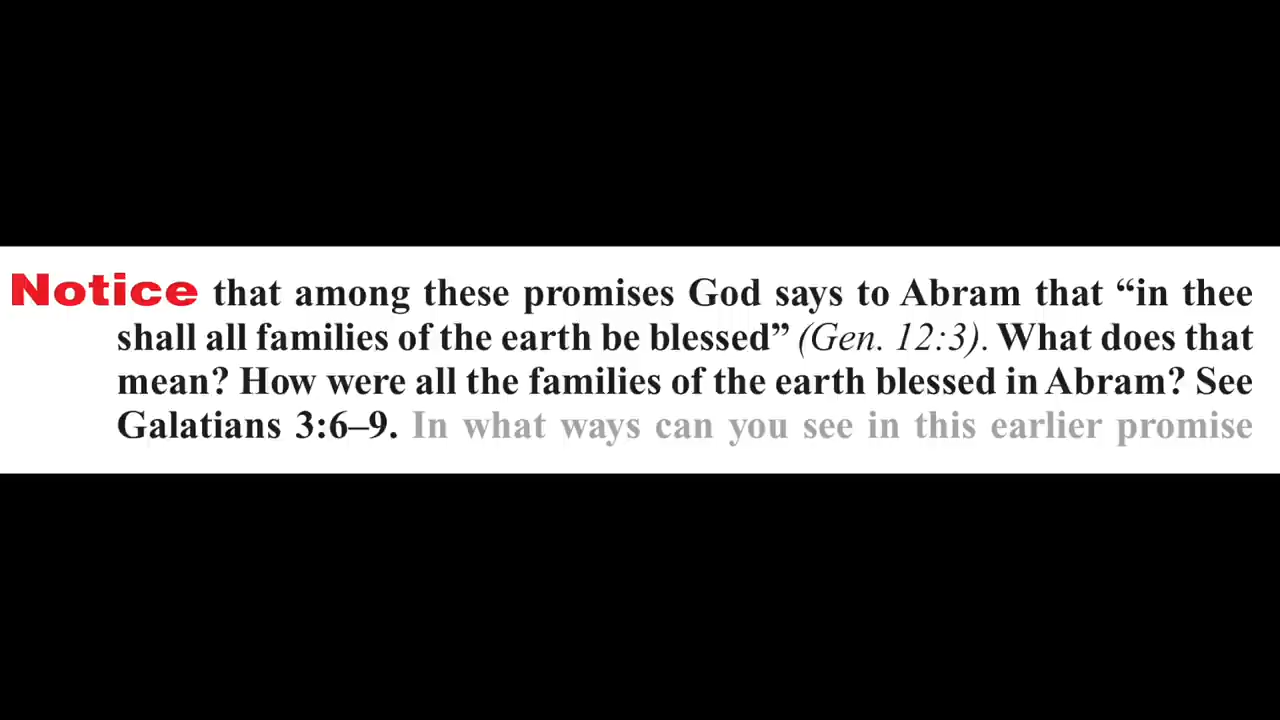 Notice that among these promises God says to Abram that “in thee
shall all families of the earth be blessed” (Gen. 12:3). What does that
mean? How were all the families of the earth blessed in Abram? See
Galatians 3:6–9. In what ways can you see in this earlier promise